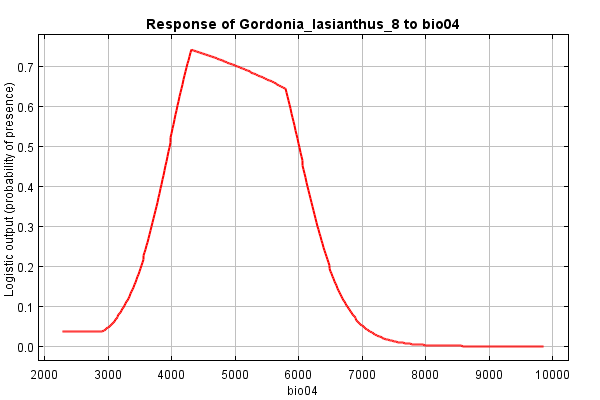 Response of Gordonia_lasianthus_8 to bio04
Logistic output (probability of presence)
0.7
0.6
0.5
0.4
0.3
0.2
0.1
0.0
2000 3000 4000 5000 6000 7000 8000 9000 10000
bio04